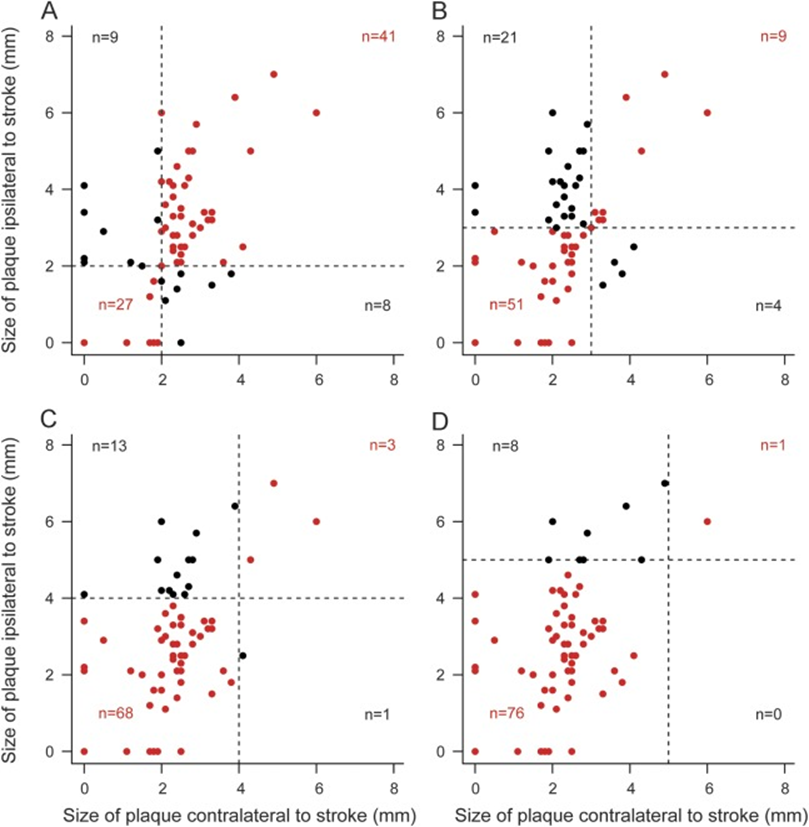 A
B
n=9
n=41
n=21
n=9
8
6
4
2
0
8
6
4
2
0
n=27
n=8
n=51
n=4
0
2
4
6
8
0
2
4
6
8
Size of plaque ipsilateral to stroke (mm)
C
D
n=13
n=3
n=8
n=1
8
6
4
2
0
8
6
4
2
0
n=68
n=1
n=76
n=0
0
2
4
6
8
0
2
4
6
8
Size of plaque ipsilateral to stroke (mm)
Size of plaque contralateral to stroke (mm)
Size of plaque contralateral to stroke (mm)